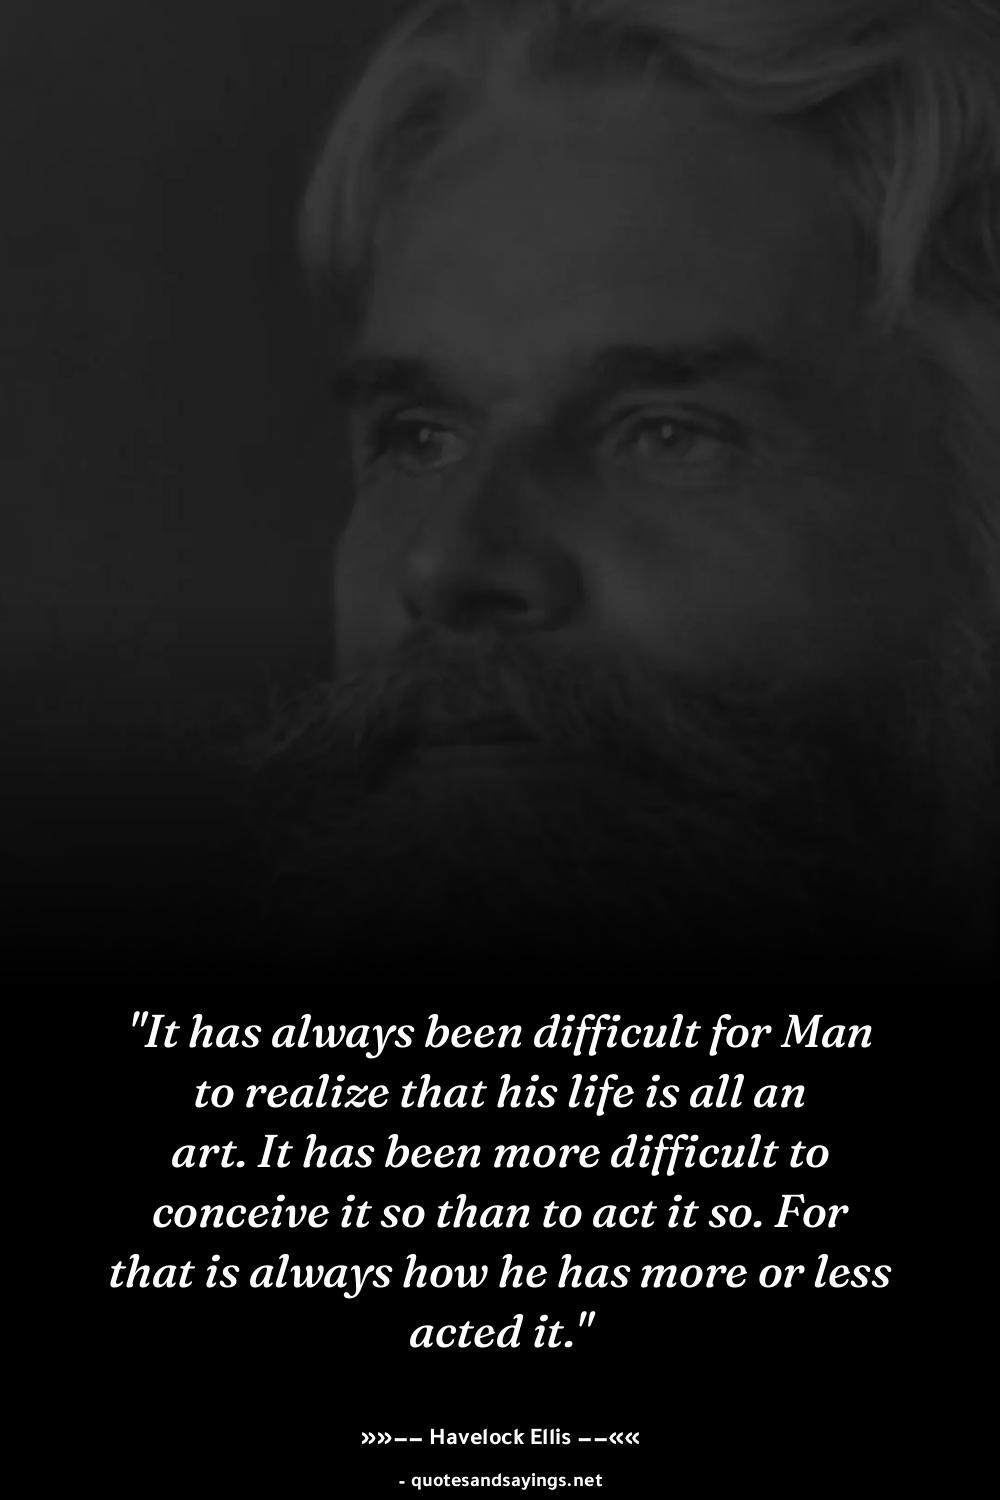 "It has always been difficult for Man
to realize that his life is all an
art. It has been more difficult to
conceive it so than to act it so. For
that is always how he has more or less
acted it."
»»−− Havelock Ellis −−««
- quotesandsayings.net